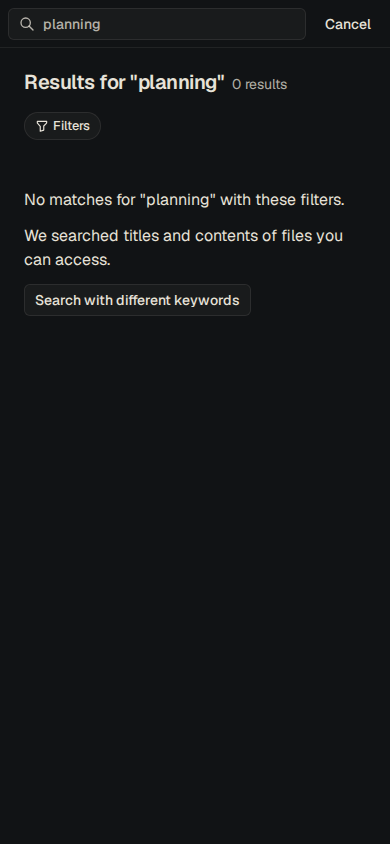 planning
Cancel
Results for "planning" 0 results
Filters
No matches for "planning" with these filters.
We searched titles and contents of files you
can access.
Search with different keywords